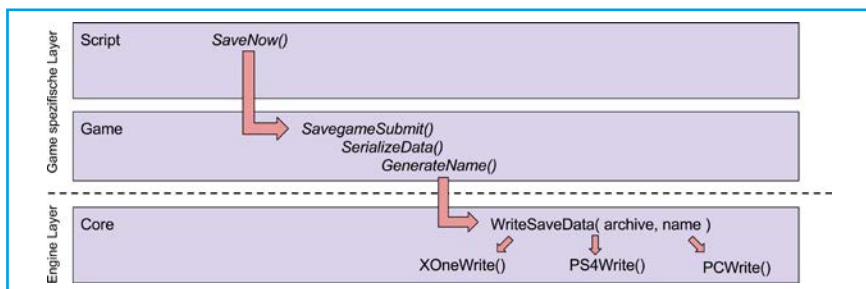 Game spezifische Layer
Script
SaveNow()
Game
SavegameSubmit()
SerializeData()
GenerateName()
Engine Layer
Core
WriteSaveData( archive, name )
XOneWrite() PS4Write() PCWrite()